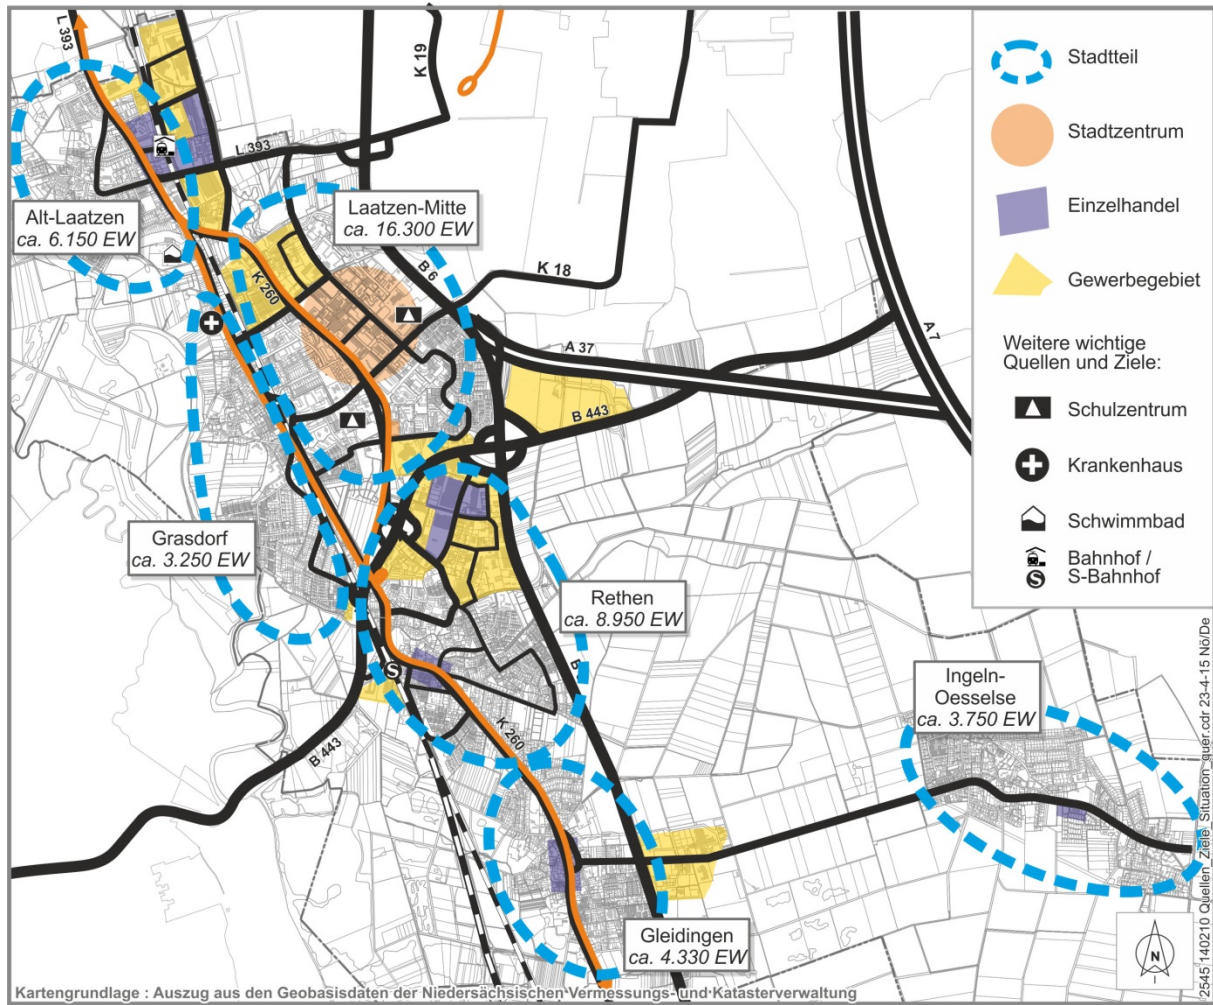 L 393
K 19
L 393
Alt-Laatzen
ca. 6.150 EW
Laatzen-Mitte
ca. 16.300 EW
B 6
K 18
K 260
A 37
A 7
B 443
Grasdorf
ca. 3.250 EW
Rethen
ca. 8.950 EW
S
K 260
B 443
Ingeln-
Oesselse
ca. 3.750 EW
Gleidingen
ca. 4.330 EW
Stadtteil
Stadtzentrum
Einzelhandel
Gewerbegebiet
Weitere wichtige
Quellen und Ziele:
Schulzentrum
Krankenhaus
Schwimmbad
Bahnhof /
S S-Bahnhof
N
2545 140210 Quellen_Ziele_Situation_quer.cdr 23-4-15 Nö/De
Kartengrundlage : Auszug aus den Geobasisdaten der Niedersächsischen Vermessungs- und Katasterverwaltung